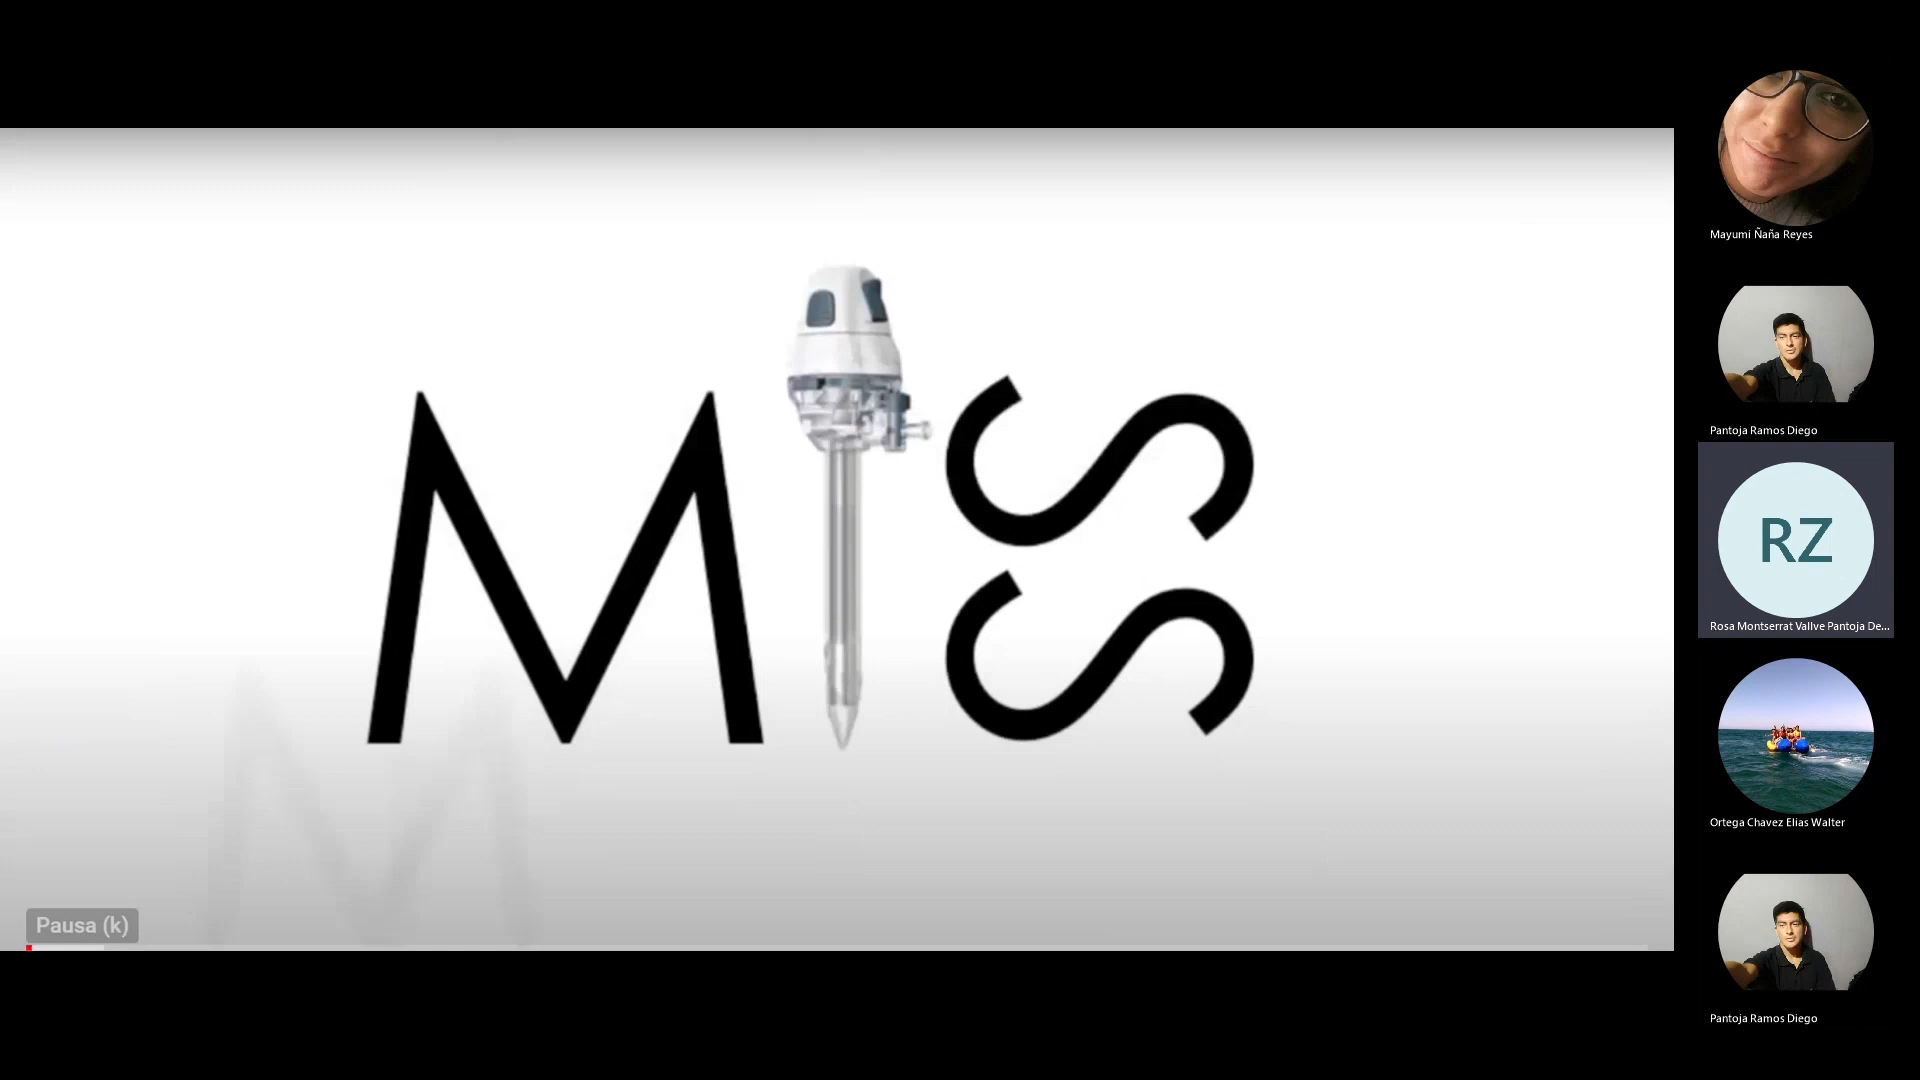 MISS
Pausa (k)
Mayumi Ñaña Reyes
Pantoja Ramos Diego
RZ
Rosa Montserrat Vallve Pantoja De...
Ortega Chavez Elias Walter
Pantoja Ramos Diego